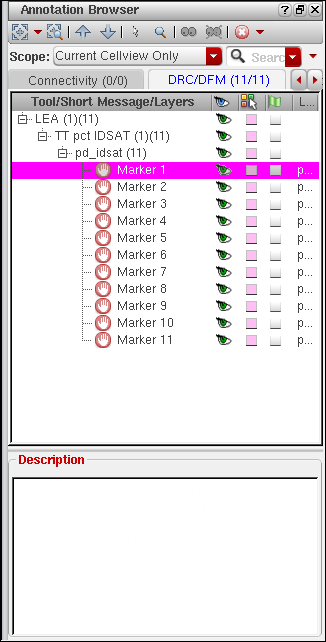 Annotation Browser
Scope: Current Cellview Only Searc
Connectivity (0/0) DRC/DFM (11/11)
Tool/Short Message/Layers L...
LEA (1)(11)
TT pct IDSAT (1)(11)
pd_idsat (11)
Marker 1 p...
Marker 2 p...
Marker 3 p...
Marker 4 p...
Marker 5 p...
Marker 6 p...
Marker 7 p...
Marker 8 p...
Marker 9 p...
Marker 10 p...
Marker 11 p...
Description